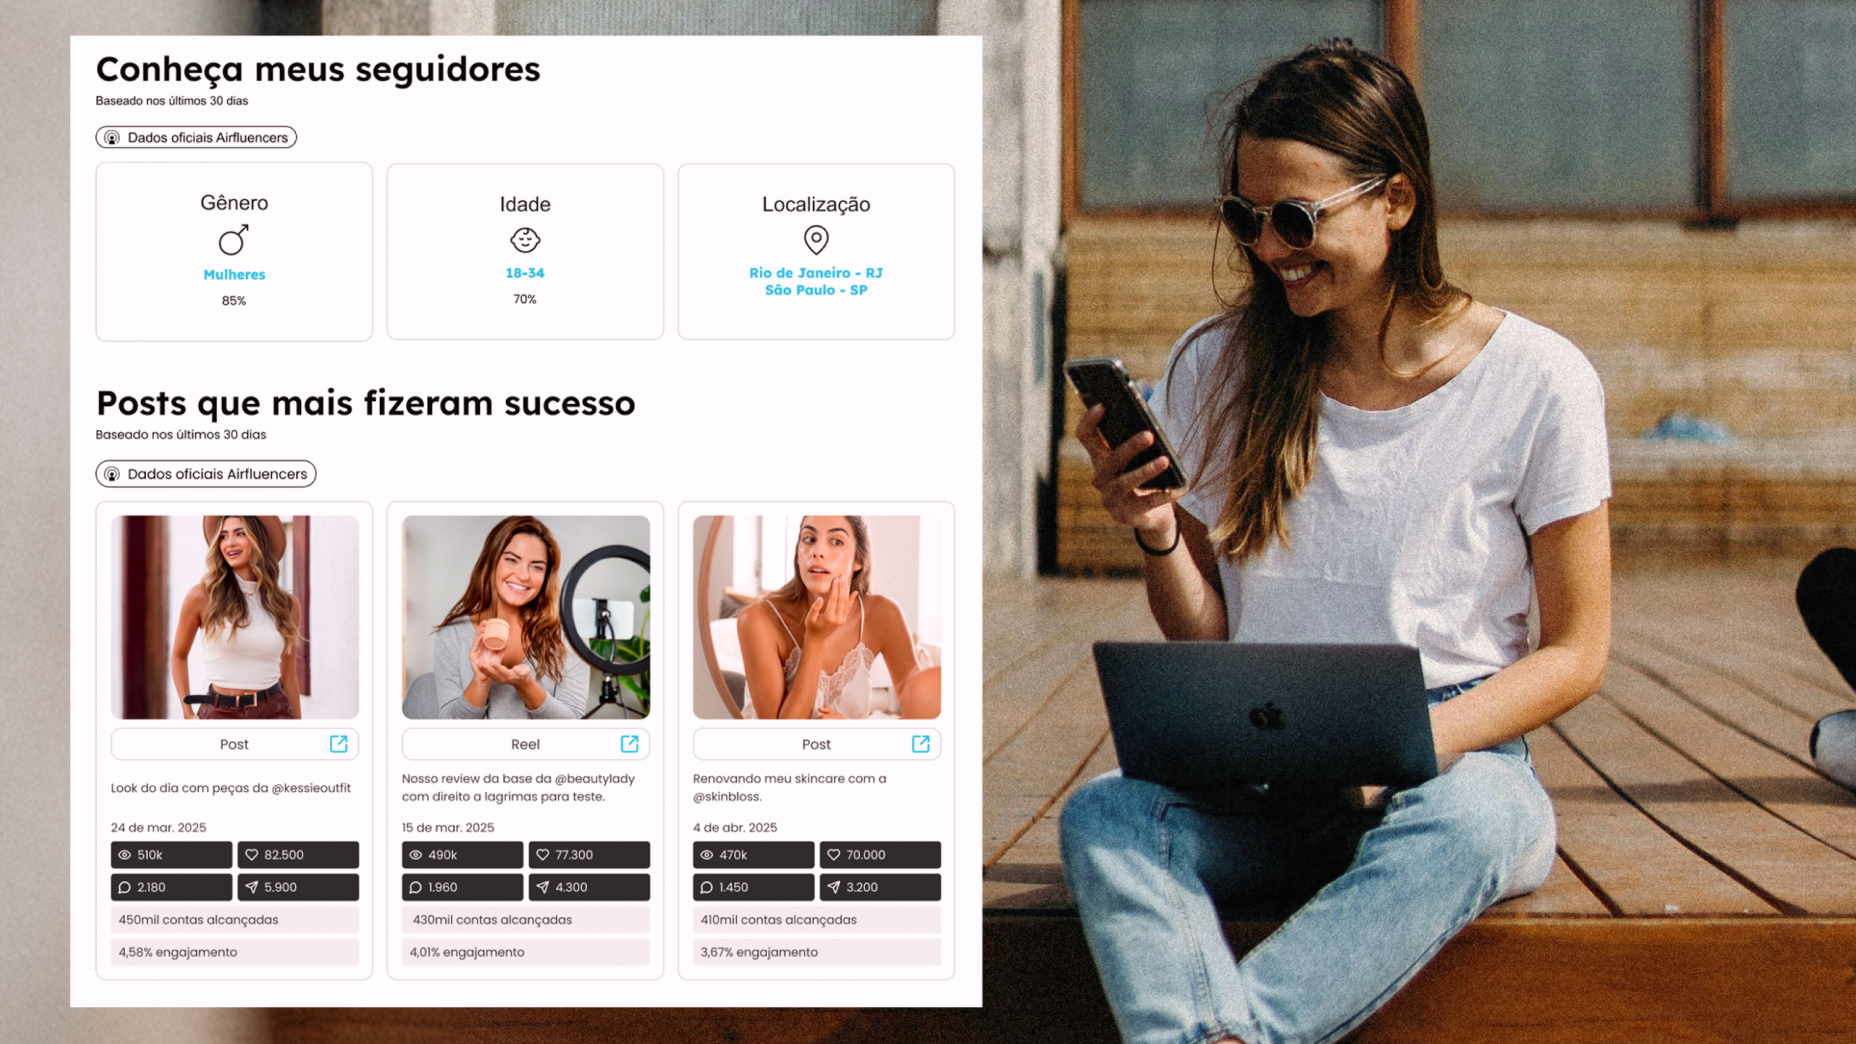 Conheça meus seguidores
Baseado nos últimos 30 dias
Dados oficiais Airfluencers
Gênero
Mulheres
85%
Idade
18-34
70%
Localização
Rio de Janeiro - RJ
São Paulo - SP
Posts que mais fizeram sucesso
Baseado nos últimos 30 dias
Dados oficiais Airfluencers
Post
Look do dia com peças da @kessieoutfit
24 de mar. 2025
510k
82.500
2.180
5.900
450mil contas alcançadas
4,58% engajamento
Reel
Nosso review da base da @beautylady
com direito a lagrimas para teste.
15 de mar. 2025
490k
77.300
1.960
4.300
430mil contas alcançadas
4,01% engajamento
Post
Renovando meu skincare com a
@skinbloss.
4 de abr. 2025
470k
70.000
1.450
3.200
410mil contas alcançadas
3,67% engajamento